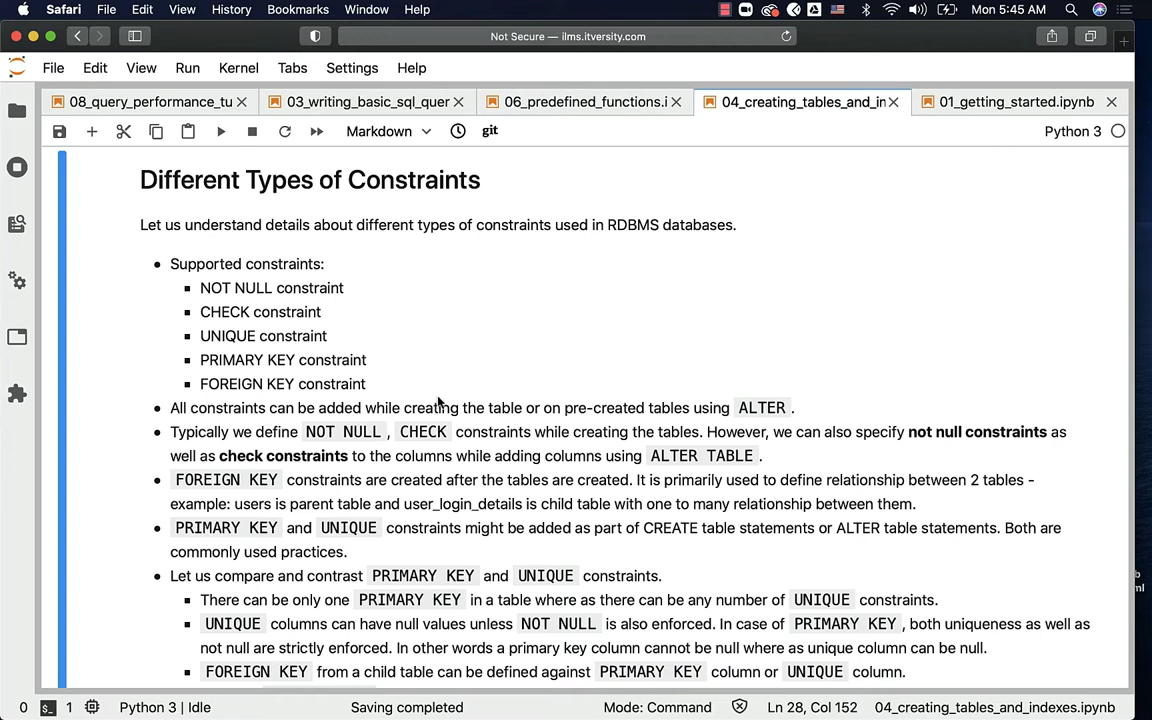 Safari File Edit View History Bookmarks Window Help Mon 5:45 AM
Not Secure — ilms.itversity.com
File Edit View Run Kernel Tabs Settings Help
08_query_performance_tu 03_writing_basic_sql_quer 06_predefined_functions.i 04_creating_tables_and_in 01_getting_started.ipynb
Markdown git Python 3
Different Types of Constraints
Let us understand details about different types of constraints used in RDBMS databases.
• Supported constraints:
▪ NOT NULL constraint
▪ CHECK constraint
▪ UNIQUE constraint
▪ PRIMARY KEY constraint
▪ FOREIGN KEY constraint
• All constraints can be added while creating the table or on pre-created tables using ALTER .
• Typically we define NOT NULL , CHECK constraints while creating the tables. However, we can also specify not null constraints as
well as check constraints to the columns while adding columns using ALTER TABLE .
• FOREIGN KEY constraints are created after the tables are created. It is primarily used to define relationship between 2 tables -
example: users is parent table and user_login_details is child table with one to many relationship between them.
• PRIMARY KEY and UNIQUE constraints might be added as part of CREATE table statements or ALTER table statements. Both are
commonly used practices.
• Let us compare and contrast PRIMARY KEY and UNIQUE constraints.
▪ There can be only one PRIMARY KEY in a table where as there can be any number of UNIQUE constraints.
▪ UNIQUE columns can have null values unless NOT NULL is also enforced. In case of PRIMARY KEY , both uniqueness as well as
not null are strictly enforced. In other words a primary key column cannot be null where as unique column can be null.
▪ FOREIGN KEY from a child table can be defined against PRIMARY KEY column or UNIQUE column.
0 1 Python 3 | Idle Saving completed Mode: Command Ln 28, Col 152 04_creating_tables_and_indexes.ipynb